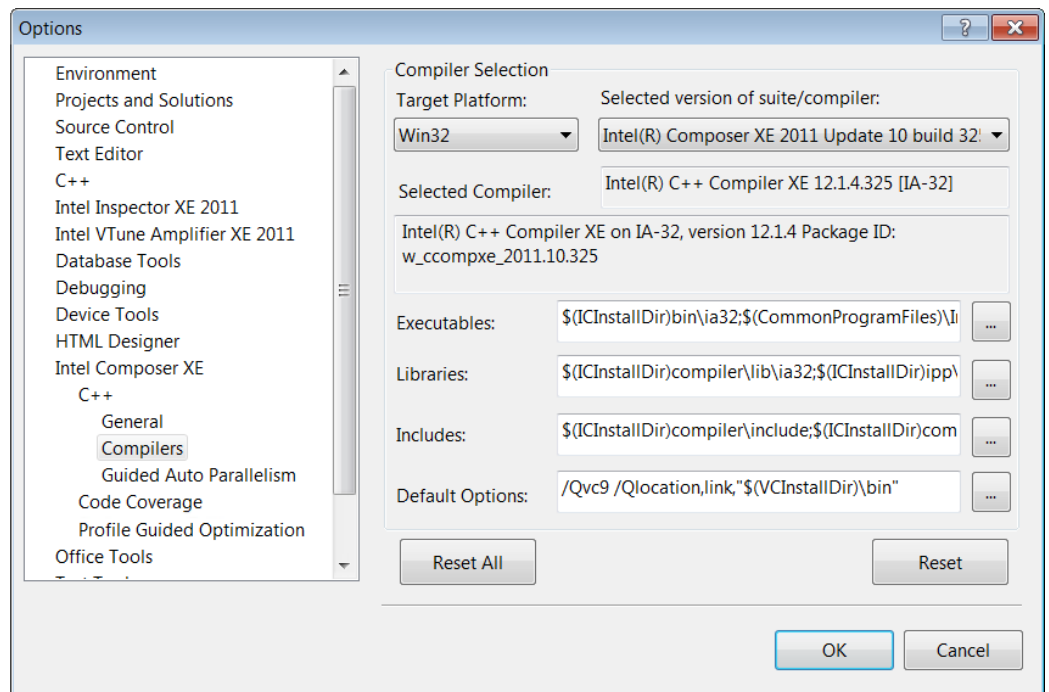 Options
Environment
Projects and Solutions
Source Control
Text Editor
C++
Intel Inspector XE 2011
Intel VTune Amplifier XE 2011
Database Tools
Debugging
Device Tools
HTML Designer
Intel Composer XE
C++
General
Compilers
Guided Auto Parallelism
Code Coverage
Profile Guided Optimization
Office Tools
Compiler Selection
Target Platform:
Selected version of suite/compiler:
Win32
Intel(R) Composer XE 2011 Update 10 build 325
Selected Compiler:
Intel(R) C++ Compiler XE 12.1.4.325 [IA-32]
Intel(R) C++ Compiler XE on IA-32, version 12.1.4 Package ID:
w_ccompxe_2011.10.325
Executables:
$(ICInstallDir)bin\ia32;$(CommonProgramFiles)\I
...
Libraries:
$(ICInstallDir)compiler\lib\ia32;$(ICInstallDir)ipp\
...
Includes:
$(ICInstallDir)compiler\include;$(ICInstallDir)com
...
Default Options:
/Qvc9 /Qlocation,link,"$(VCInstallDir)\bin"
...
Reset All
Reset
OK
Cancel